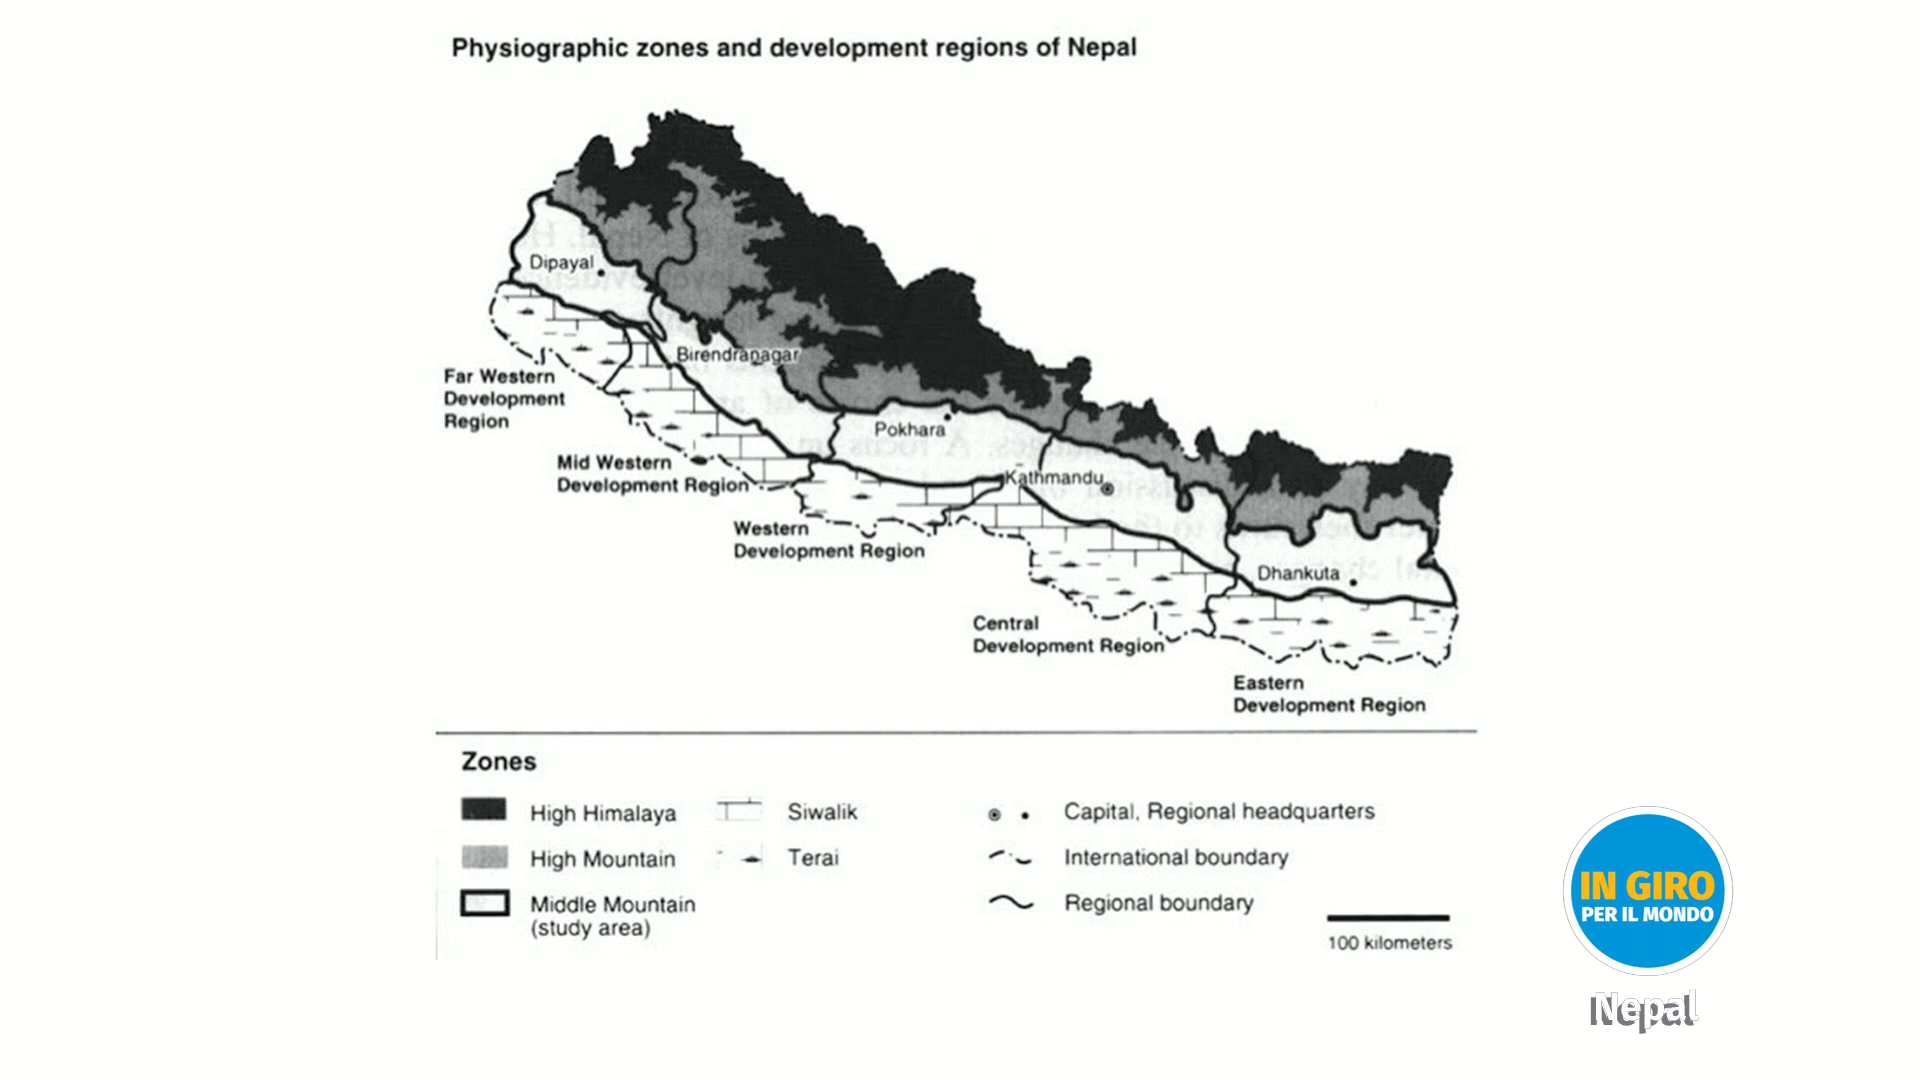 Physiographic zones and development regions of Nepal
Dipayal
Birendranagar
Far Western
Development
Region
Pokhara
Mid Western
Development Region
Kathmandu
Western
Development Region
Dhankuta
Central
Development Region
Eastern
Development Region
Zones
High Himalaya
Siwalik
Capital, Regional headquarters
High Mountain
Terai
International boundary
Middle Mountain
(study area)
Regional boundary
100 kilometers
IN GIRO
PER IL MONDO
Nepal